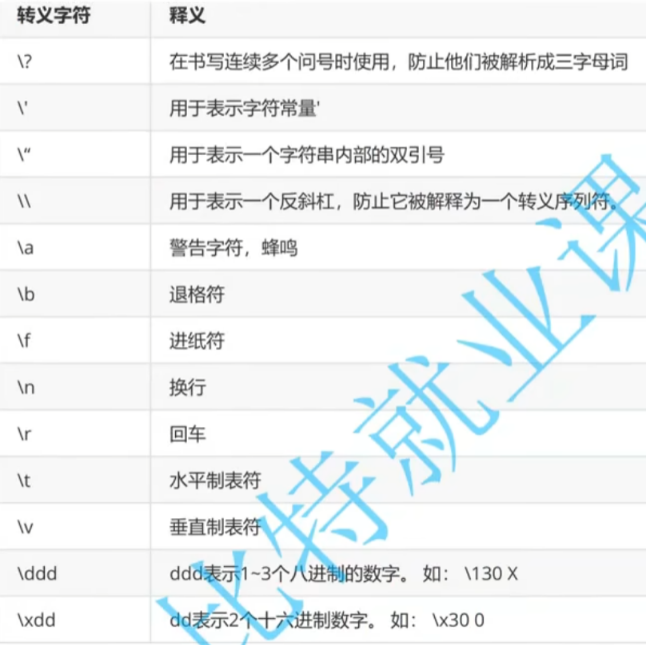 转义字符 释义
\? 在书写连续多个问号时使用，防止他们被解析成三字母词
\' 用于表示字符常量'
\“ 用于表示一个字符串内部的双引号
\\ 用于表示一个反斜杠，防止它被解释为一个转义序列符。
\a 警告字符，蜂鸣
\b 退格符
\f 进纸符
\n 换行
\r 回车
\t 水平制表符
\v 垂直制表符
\ddd ddd表示1~3个八进制的数字。 如： \130 X
\xdd dd表示2个十六进制数字。 如： \x30 0
比特就业课